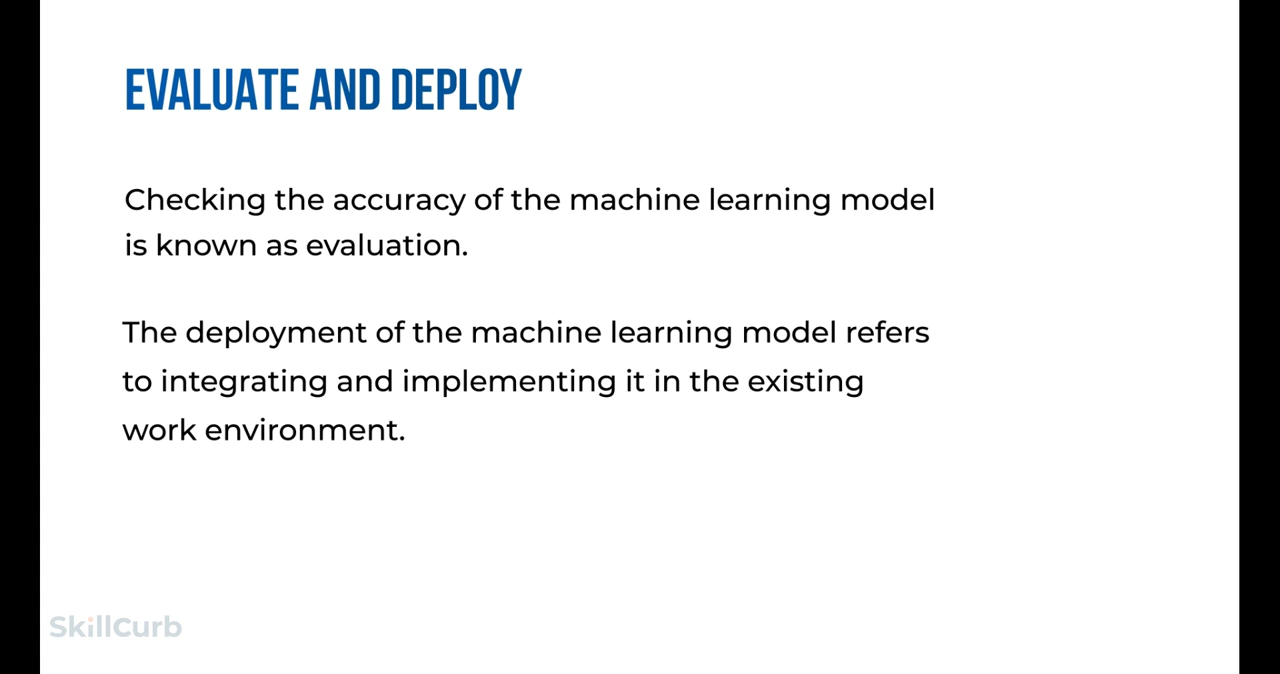 EVALUATE AND DEPLOY
Checking the accuracy of the machine learning model
is known as evaluation.
The deployment of the machine learning model refers
to integrating and implementing it in the existing
work environment.
SkillCurb